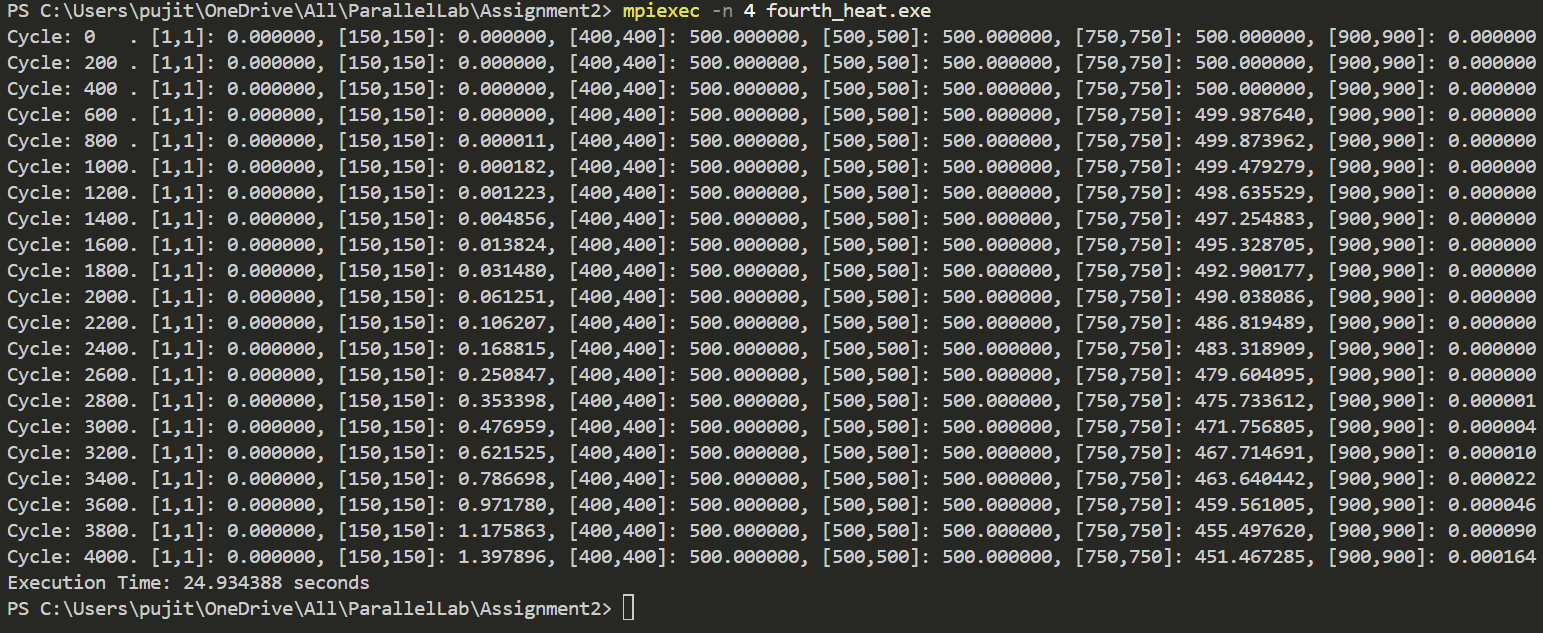 PS C:\Users\pujit\OneDrive\All\ParallelLab\Assignment2> mpiexec -n 4 fourth_heat.exe
Cycle: 0   . [1,1]: 0.000000, [150,150]: 0.000000, [400,400]: 500.000000, [500,500]: 500.000000, [750,750]: 500.000000, [900,900]: 0.000000
Cycle: 200 . [1,1]: 0.000000, [150,150]: 0.000000, [400,400]: 500.000000, [500,500]: 500.000000, [750,750]: 500.000000, [900,900]: 0.000000
Cycle: 400 . [1,1]: 0.000000, [150,150]: 0.000000, [400,400]: 500.000000, [500,500]: 500.000000, [750,750]: 500.000000, [900,900]: 0.000000
Cycle: 600 . [1,1]: 0.000000, [150,150]: 0.000000, [400,400]: 500.000000, [500,500]: 500.000000, [750,750]: 499.987640, [900,900]: 0.000000
Cycle: 800 . [1,1]: 0.000000, [150,150]: 0.000011, [400,400]: 500.000000, [500,500]: 500.000000, [750,750]: 499.873962, [900,900]: 0.000000
Cycle: 1000. [1,1]: 0.000000, [150,150]: 0.000182, [400,400]: 500.000000, [500,500]: 500.000000, [750,750]: 499.479279, [900,900]: 0.000000
Cycle: 1200. [1,1]: 0.000000, [150,150]: 0.001223, [400,400]: 500.000000, [500,500]: 500.000000, [750,750]: 498.635529, [900,900]: 0.000000
Cycle: 1400. [1,1]: 0.000000, [150,150]: 0.004856, [400,400]: 500.000000, [500,500]: 500.000000, [750,750]: 497.254883, [900,900]: 0.000000
Cycle: 1600. [1,1]: 0.000000, [150,150]: 0.013824, [400,400]: 500.000000, [500,500]: 500.000000, [750,750]: 495.328705, [900,900]: 0.000000
Cycle: 1800. [1,1]: 0.000000, [150,150]: 0.031480, [400,400]: 500.000000, [500,500]: 500.000000, [750,750]: 492.900177, [900,900]: 0.000000
Cycle: 2000. [1,1]: 0.000000, [150,150]: 0.061251, [400,400]: 500.000000, [500,500]: 500.000000, [750,750]: 490.038086, [900,900]: 0.000000
Cycle: 2200. [1,1]: 0.000000, [150,150]: 0.106207, [400,400]: 500.000000, [500,500]: 500.000000, [750,750]: 486.819489, [900,900]: 0.000000
Cycle: 2400. [1,1]: 0.000000, [150,150]: 0.168815, [400,400]: 500.000000, [500,500]: 500.000000, [750,750]: 483.318909, [900,900]: 0.000000
Cycle: 2600. [1,1]: 0.000000, [150,150]: 0.250847, [400,400]: 500.000000, [500,500]: 500.000000, [750,750]: 479.604095, [900,900]: 0.000000
Cycle: 2800. [1,1]: 0.000000, [150,150]: 0.353398, [400,400]: 500.000000, [500,500]: 500.000000, [750,750]: 475.733612, [900,900]: 0.000001
Cycle: 3000. [1,1]: 0.000000, [150,150]: 0.476959, [400,400]: 500.000000, [500,500]: 500.000000, [750,750]: 471.756805, [900,900]: 0.000004
Cycle: 3200. [1,1]: 0.000000, [150,150]: 0.621525, [400,400]: 500.000000, [500,500]: 500.000000, [750,750]: 467.714691, [900,900]: 0.000010
Cycle: 3400. [1,1]: 0.000000, [150,150]: 0.786698, [400,400]: 500.000000, [500,500]: 500.000000, [750,750]: 463.640442, [900,900]: 0.000022
Cycle: 3600. [1,1]: 0.000000, [150,150]: 0.971780, [400,400]: 500.000000, [500,500]: 500.000000, [750,750]: 459.561005, [900,900]: 0.000046
Cycle: 3800. [1,1]: 0.000000, [150,150]: 1.175863, [400,400]: 500.000000, [500,500]: 500.000000, [750,750]: 455.497620, [900,900]: 0.000090
Cycle: 4000. [1,1]: 0.000000, [150,150]: 1.397896, [400,400]: 500.000000, [500,500]: 500.000000, [750,750]: 451.467285, [900,900]: 0.000164
Execution Time: 24.934388 seconds
PS C:\Users\pujit\OneDrive\All\ParallelLab\Assignment2>